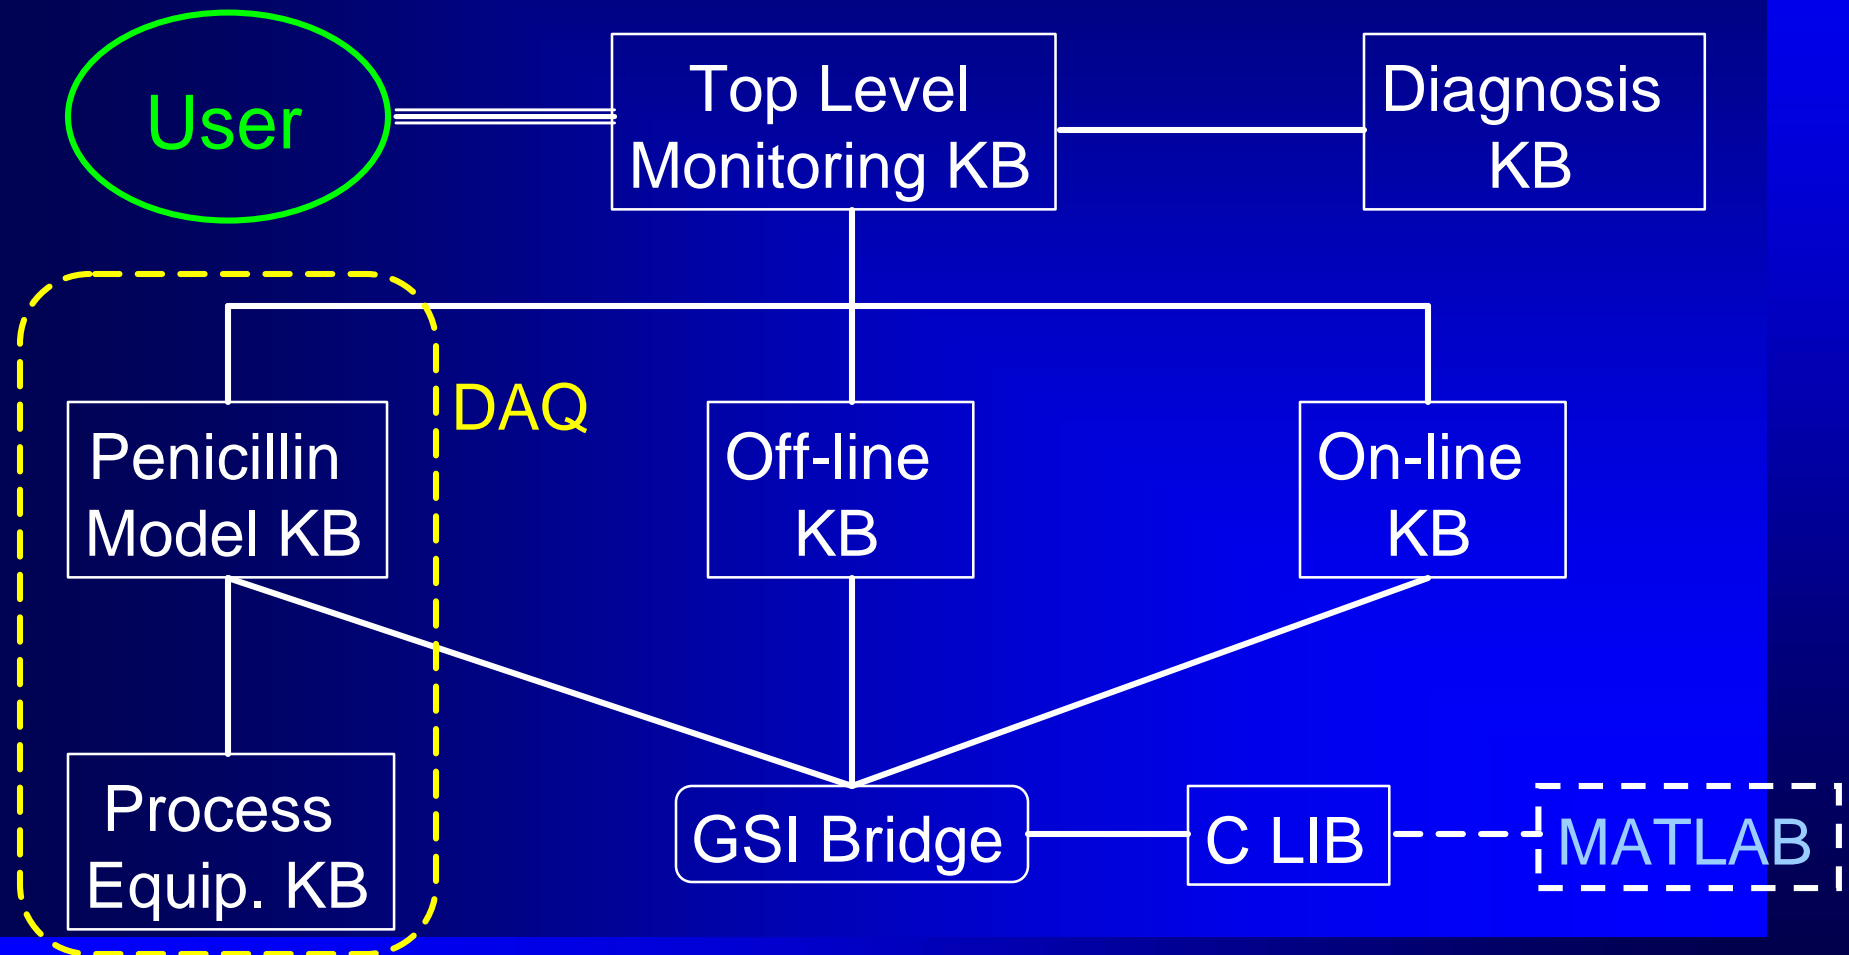 User
Top Level
Monitoring KB
Diagnosis
KB
DAQ
Penicillin
Model KB
Off-line
KB
On-line
KB
Process
Equip. KB
GSI Bridge
C LIB
MATLAB